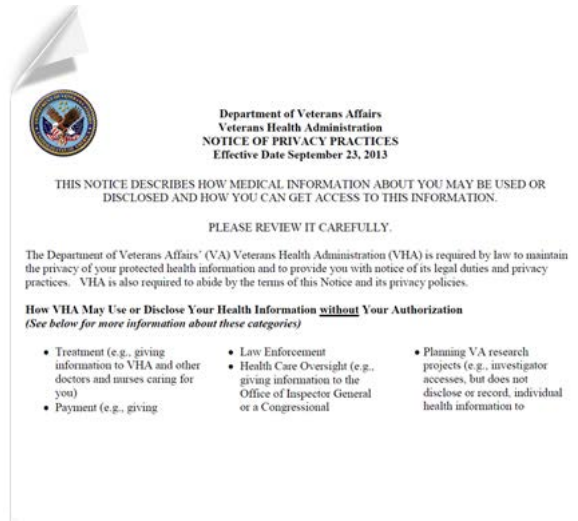 Department of Veterans Affairs
Veterans Health Administration
NOTICE OF PRIVACY PRACTICES
Effective Date September 23, 2013
THIS NOTICE DESCRIBES HOW MEDICAL INFORMATION ABOUT YOU MAY BE USED OR
DISCLOSED AND HOW YOU CAN GET ACCESS TO THIS INFORMATION.
PLEASE REVIEW IT CAREFULLY.
The Department of Veterans Affairs' (VA) Veterans Health Administration (VHA) is required by law to maintain
the privacy of your protected health information and to provide you with notice of its legal duties and privacy
practices. VHA is also required to abide by the terms of this Notice and its privacy policies.
How VHA May Use or Disclose Your Health Information without Your Authorization
(See below for more information about these categories)
• Treatment (e.g., giving
information to VHA and other
doctors and nurses caring for
you)
• Payment (e.g., giving
• Law Enforcement
• Health Care Oversight (e.g.,
giving information to the
Office of Inspector General
or a Congressional
• Planning VA research
projects (e.g., investigator
accesses, but does not
disclose or record, individual
health information to